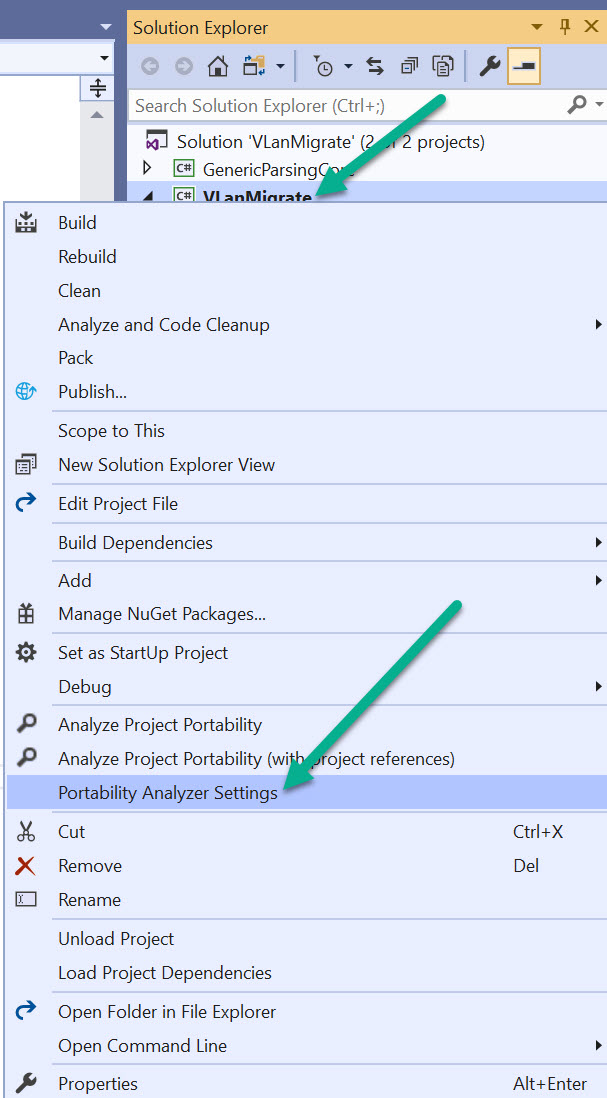 Solution Explorer
Search Solution Explorer (Ctrl+;)
Solution 'VLanMigrate' (2 of 2 projects)
C# GenericParsingCore
C# VLanMigrate
Build
Rebuild
Clean
Analyze and Code Cleanup
Pack
Publish...
Scope to This
New Solution Explorer View
Edit Project File
Build Dependencies
Add
Manage NuGet Packages...
Set as StartUp Project
Debug
Analyze Project Portability
Analyze Project Portability (with project references)
Portability Analyzer Settings
Cut Ctrl+X
Remove Del
Rename
Unload Project
Load Project Dependencies
Open Folder in File Explorer
Open Command Line
Properties Alt+Enter